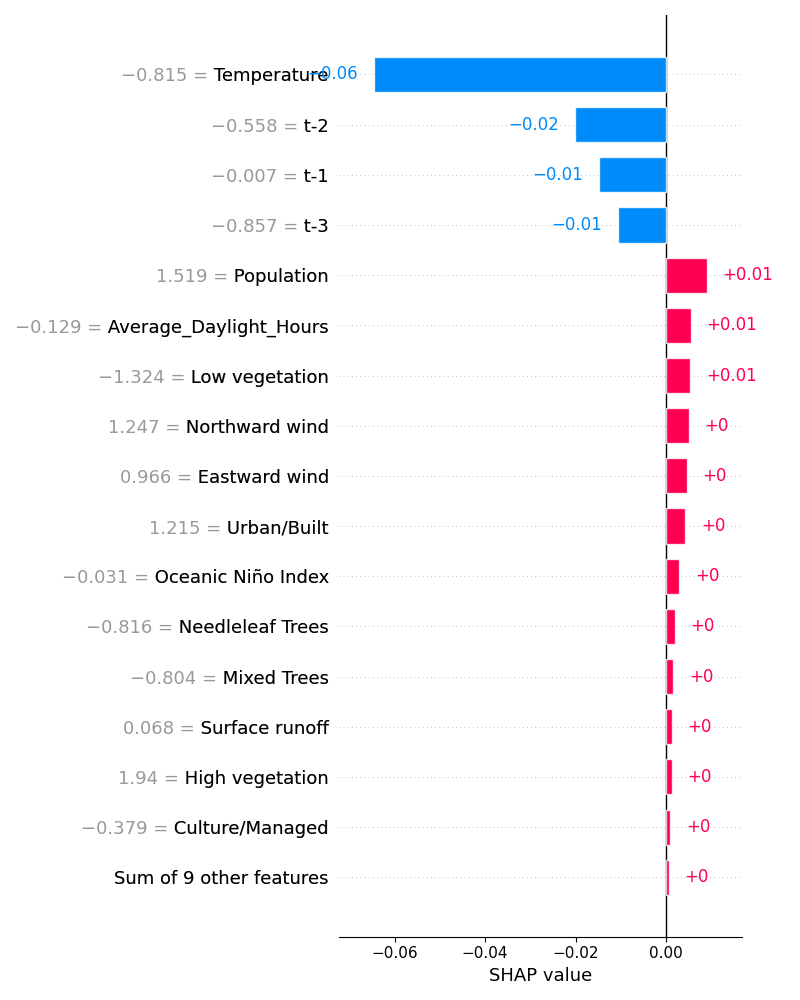 −0.815 = Temperature −0.06
−0.558 = t-2 −0.02
−0.007 = t-1 −0.01
−0.857 = t-3 −0.01
1.519 = Population +0.01
−0.129 = Average_Daylight_Hours +0.01
−1.324 = Low vegetation +0.01
1.247 = Northward wind +0
0.966 = Eastward wind +0
1.215 = Urban/Built +0
−0.031 = Oceanic Niño Index +0
−0.816 = Needleleaf Trees +0
−0.804 = Mixed Trees +0
0.068 = Surface runoff +0
1.94 = High vegetation +0
−0.379 = Culture/Managed +0
Sum of 9 other features +0
−0.06 −0.04 −0.02 0.00
SHAP value